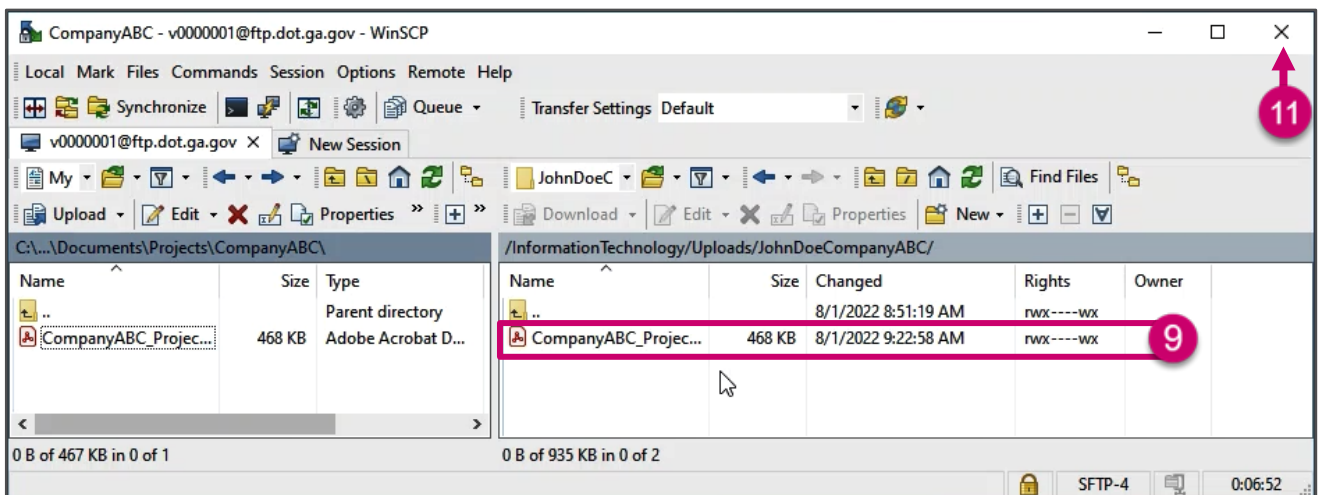 CompanyABC - v0000001@ftp.dot.ga.gov - WinSCP
Local Mark Files Commands Session Options Remote Help
Synchronize Queue Transfer Settings Default
11
v0000001@ftp.dot.ga.gov New Session
My JohnDoeC Find Files
Upload Edit Properties » » Download Edit Properties New
C:\...\Documents\Projects\CompanyABC\ /InformationTechnology/Uploads/JohnDoeCompanyABC/
Name Size Type Name Size Changed Rights Owner
.. Parent directory .. 8/1/2022 8:51:19 AM rwx----wx
CompanyABC_Projec... 468 KB Adobe Acrobat D... CompanyABC_Projec... 468 KB 8/1/2022 9:22:58 AM rwx----wx 9
0 B of 467 KB in 0 of 1 0 B of 935 KB in 0 of 2
SFTP-4 0:06:52